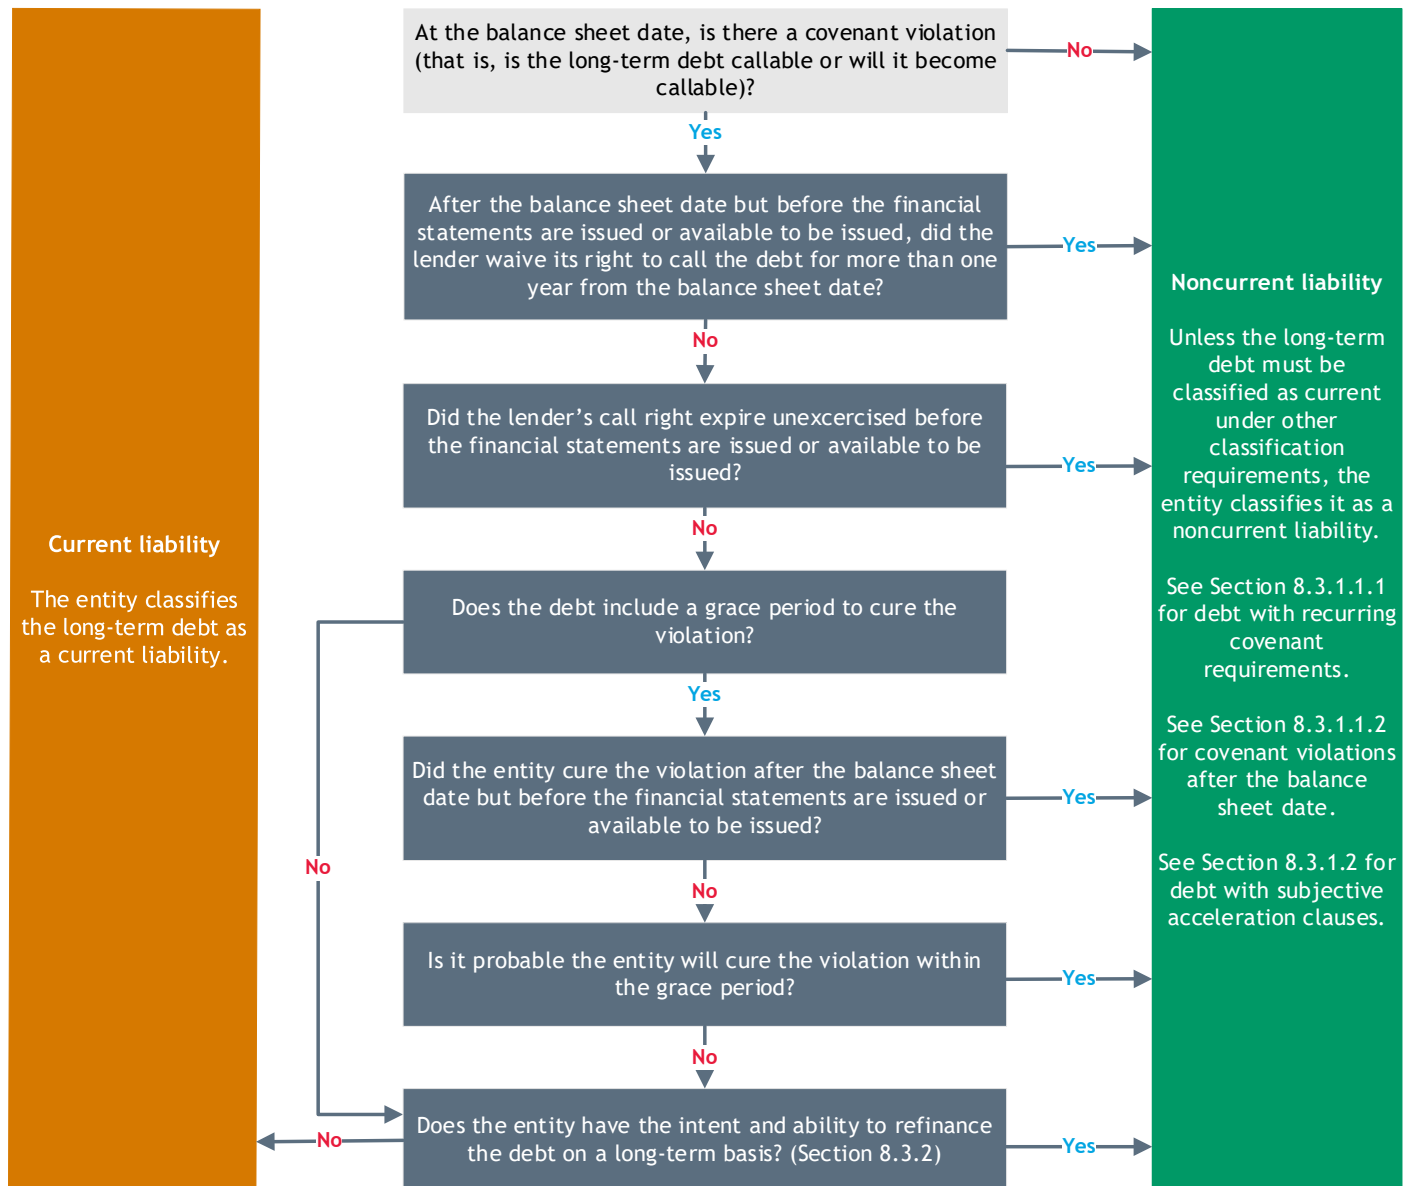 At the balance sheet date, is there a covenant violation
(that is, is the long-term debt callable or will it become
callable)?
No
Yes
After the balance sheet date but before the financial
statements are issued or available to be issued, did the
lender waive its right to call the debt for more than one
year from the balance sheet date?
Yes
No
Did the lender’s call right expire unexcercised before
the financial statements are issued or available to be
issued?
Yes
No
Does the debt include a grace period to cure the
violation?
No
Yes
Did the entity cure the violation after the balance sheet
date but before the financial statements are issued or
available to be issued?
Yes
No
Is it probable the entity will cure the violation within
the grace period?
Yes
No
Does the entity have the intent and ability to refinance
the debt on a long-term basis? (Section 8.3.2)
No
Yes
Current liability
The entity classifies
the long-term debt as
a current liability.
Noncurrent liability
Unless the long-term
debt must be
classified as current
under other
classification
requirements, the
entity classifies it as a
noncurrent liability.
See Section 8.3.1.1.1
for debt with recurring
covenant
requirements.
See Section 8.3.1.1.2
for covenant violations
after the balance
sheet date.
See Section 8.3.1.2 for
debt with subjective
acceleration clauses.